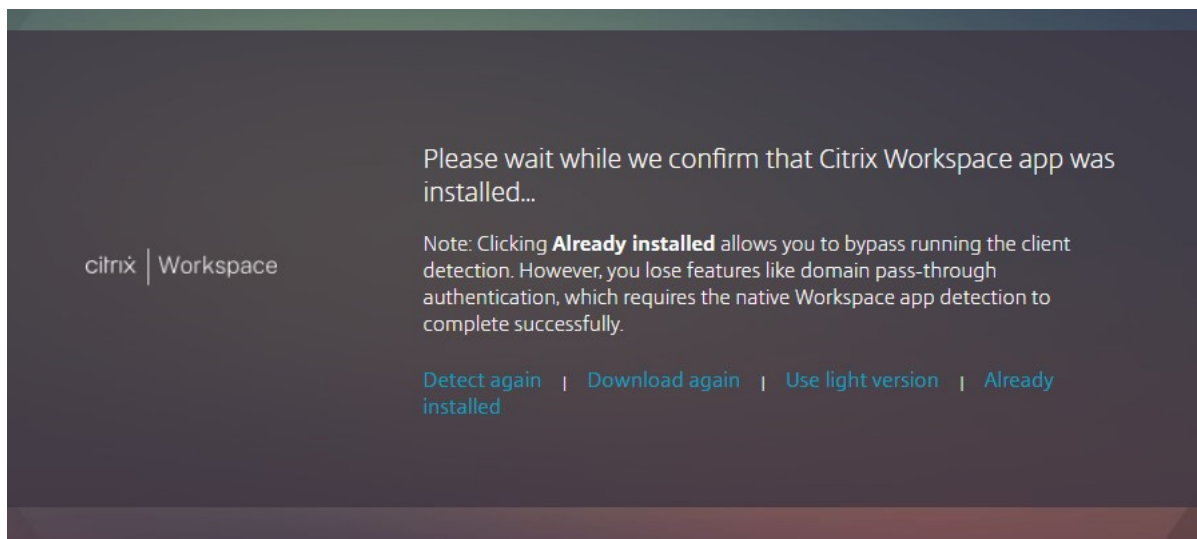 Please wait while we confirm that Citrix Workspace app was
installed...
Note: Clicking Already installed allows you to bypass running the client
detection. However, you lose features like domain pass-through
authentication, which requires the native Workspace app detection to
complete successfully.
citrix | Workspace
Detect again | Download again | Use light version | Already
installed